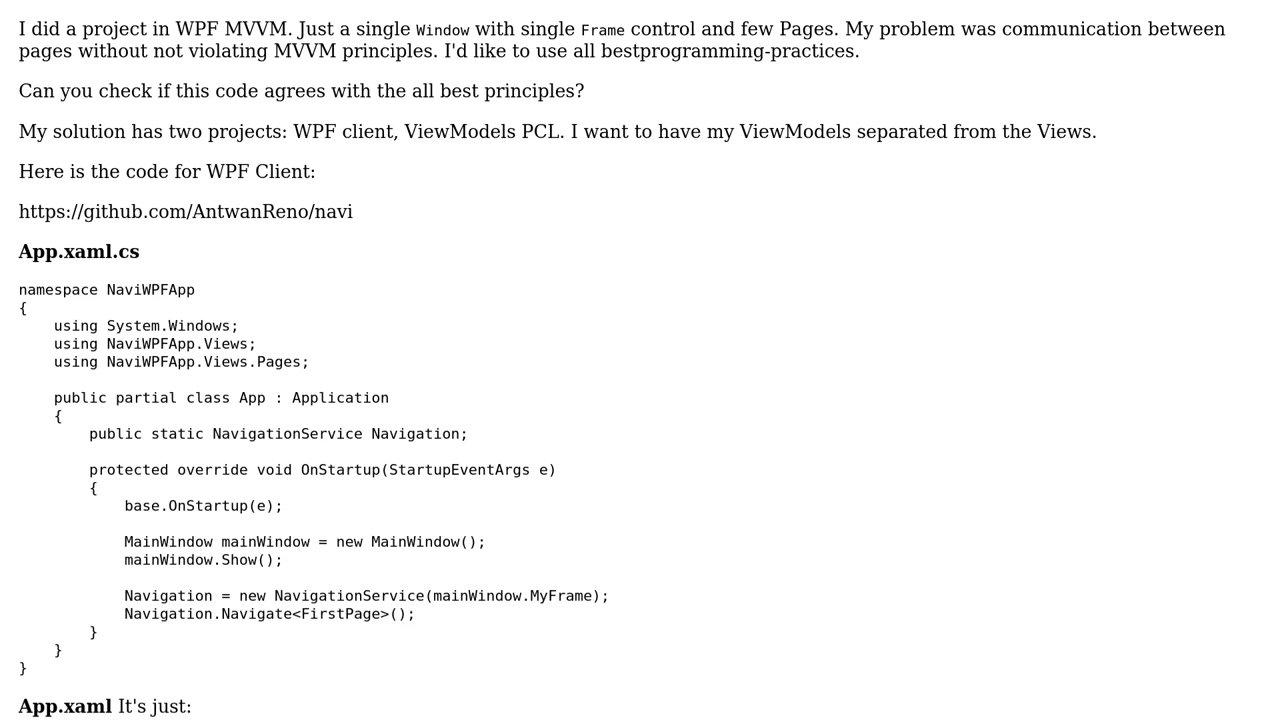 I did a project in WPF MVVM. Just a single Window with single Frame control and few Pages. My problem was communication between
pages without not violating MVVM principles. I'd like to use all bestprogramming-practices.
Can you check if this code agrees with the all best principles?
My solution has two projects: WPF client, ViewModels PCL. I want to have my ViewModels separated from the Views.
Here is the code for WPF Client:
https://github.com/AntwanReno/navi
App.xaml.cs
namespace NaviWPFApp
{
    using System.Windows;
    using NaviWPFApp.Views;
    using NaviWPFApp.Views.Pages;
    public partial class App : Application
    {
        public static NavigationService Navigation;
        protected override void OnStartup(StartupEventArgs e)
        {
            base.OnStartup(e);
            MainWindow mainWindow = new MainWindow();
            mainWindow.Show();
            Navigation = new NavigationService(mainWindow.MyFrame);
            Navigation.Navigate<FirstPage>();
        }
    }
}
App.xaml It's just: